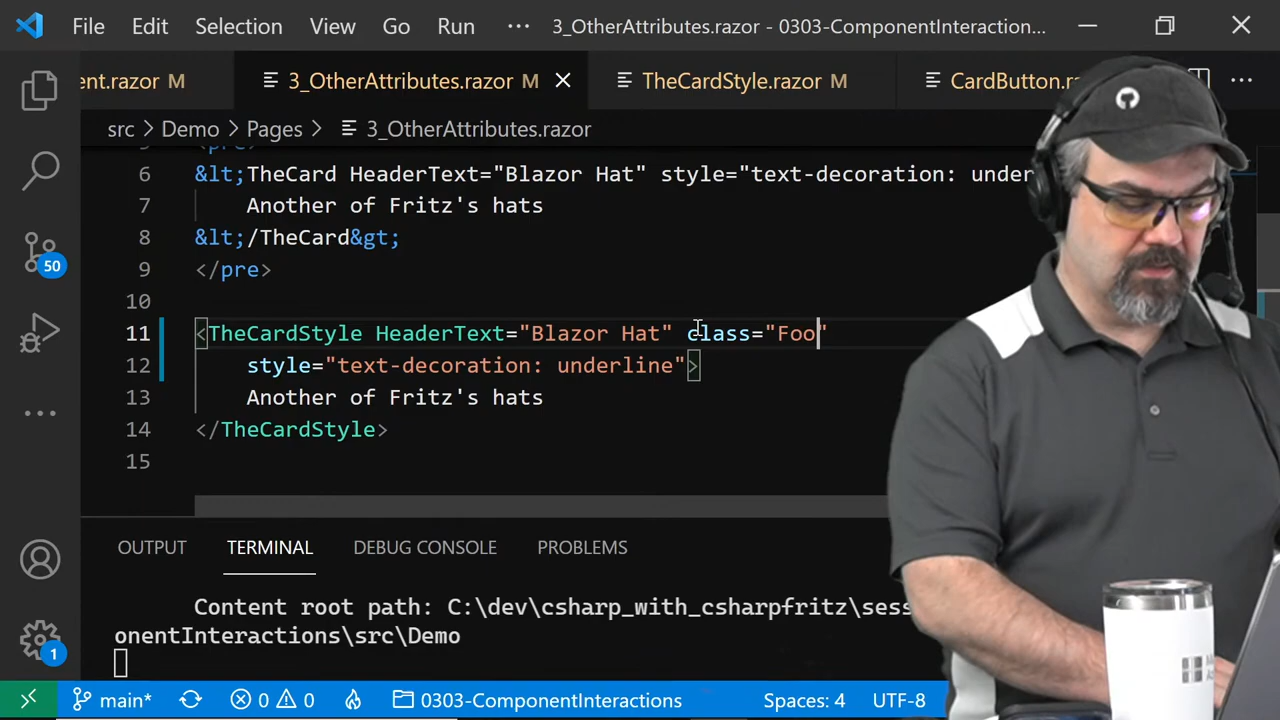 File Edit Selection View Go Run ··· 3_OtherAttributes.razor - 0303-ComponentInteractions...
ent.razor M 3_OtherAttributes.razor M TheCardStyle.razor M CardButton.ra
src > Demo > Pages > 3_OtherAttributes.razor
5 <pre>
6 &lt;TheCard HeaderText="Blazor Hat" style="text-decoration: under
7 Another of Fritz's hats
8 &lt;/TheCard&gt;
9 </pre>
10
11 <TheCardStyle HeaderText="Blazor Hat" class="Foo"
12 style="text-decoration: underline">
13 Another of Fritz's hats
14 </TheCardStyle>
15
50
OUTPUT TERMINAL DEBUG CONSOLE PROBLEMS
Content root path: C:\dev\csharp_with_csharpfritz\sess
onentInteractions\src\Demo
1
main* 0 0 0303-ComponentInteractions Spaces: 4 UTF-8